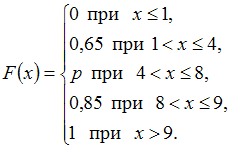 0 при x ≤ 1,
0,65 при 1 < x ≤ 4,
F(x) = { p при 4 < x ≤ 8,
0,85 при 8 < x ≤ 9,
1 при x > 9.